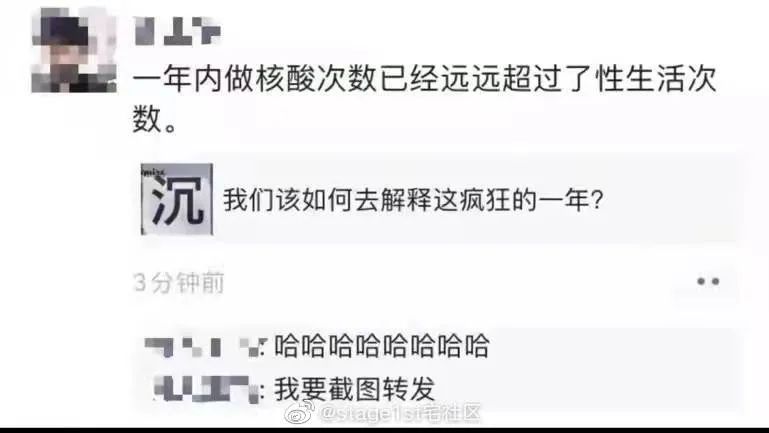 一年内做核酸次数已经远远超过了性生活次
数。
沉
我们该如何去解释这疯狂的一年?
3分钟前
: 哈哈哈哈哈哈哈哈
: 我要截图转发
@stage1st宅社区